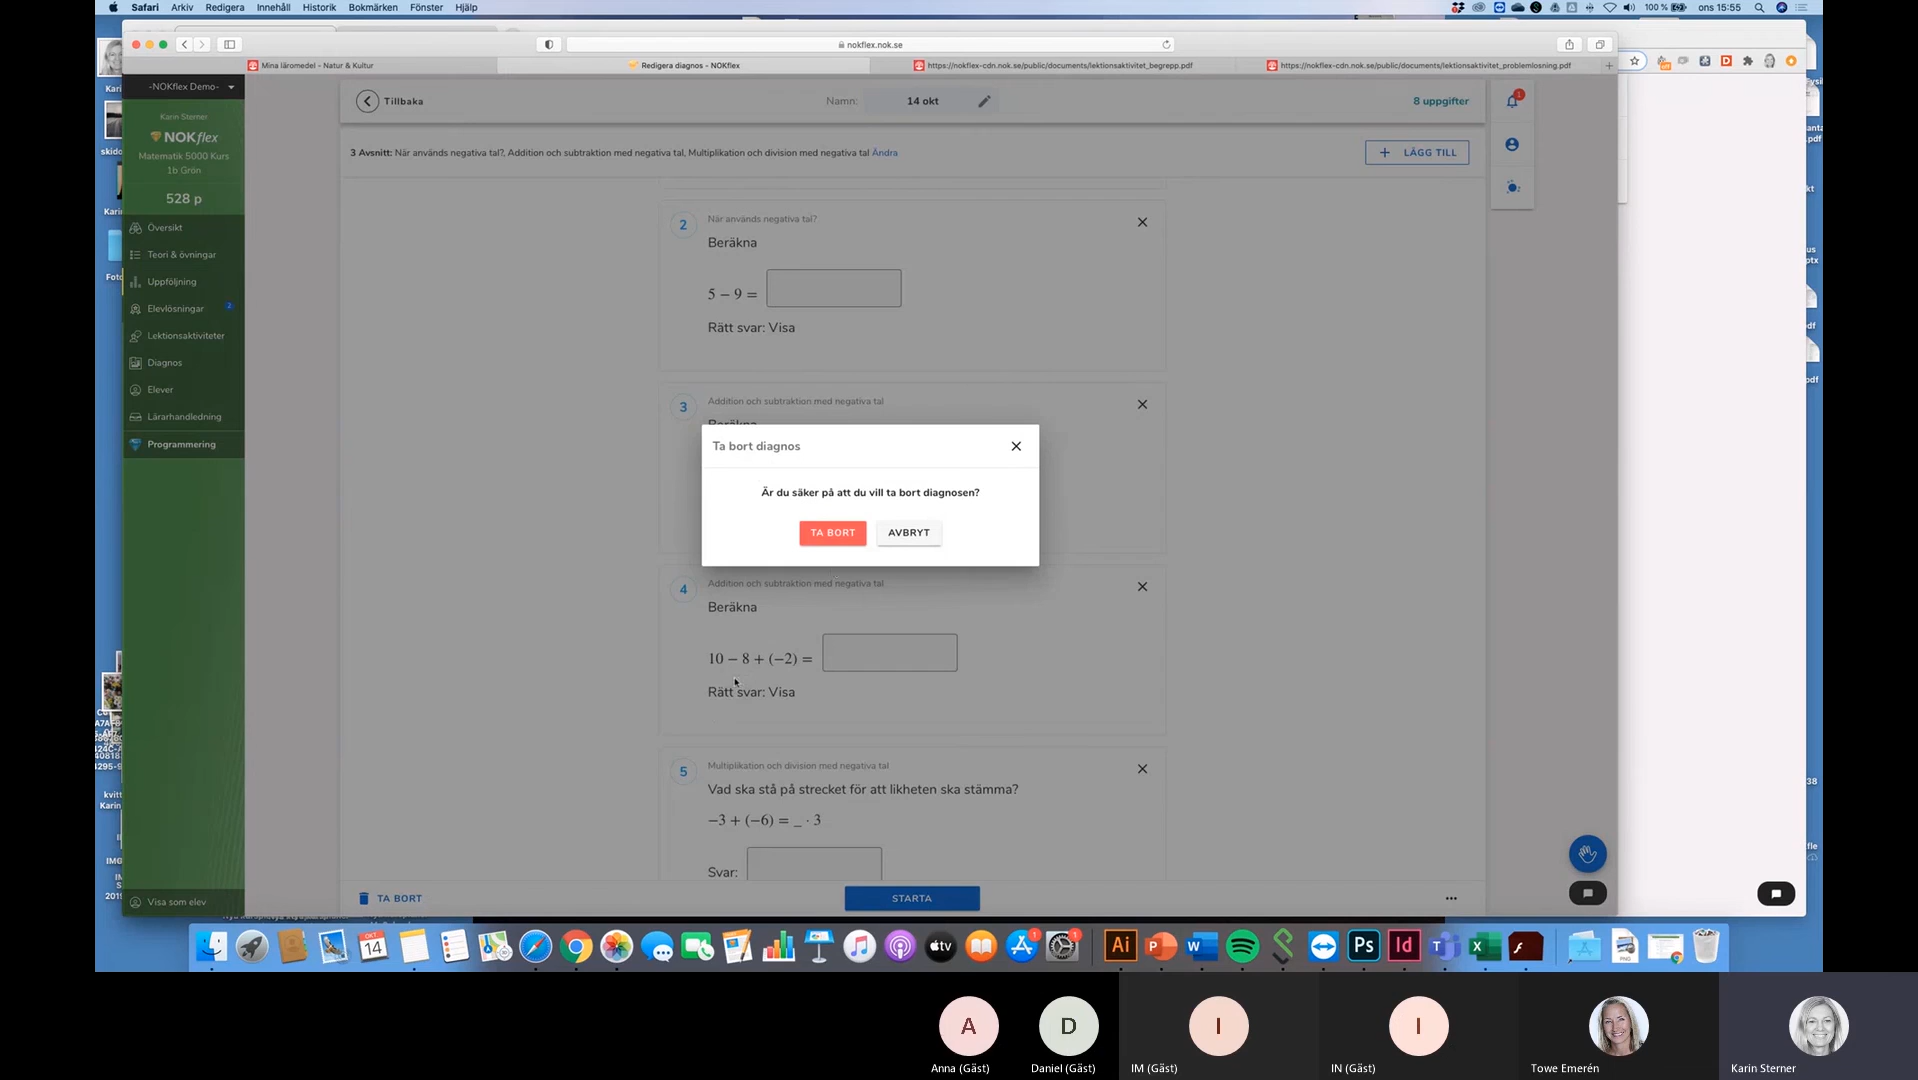 Safari Arkiv Redigera Innehåll Historik Bokmärken Fönster Hjälp
100 % ons 15:55
nokflex.nok.se
Mina läromedel - Natur & Kultur
Redigera diagnos - NOKflex
https://nokflex-cdn.nok.se/public/documents/lektionsaktivitet_begrepp.pdf
https://nokflex-cdn.nok.se/public/documents/lektionsaktivitet_problemlosning.pdf
-NOKflex Demo-
Karin Sterner
NOKflex
Matematik 5000 Kurs
1b Grön
528 p
Översikt
Teori & övningar
Uppföljning
Elevlösningar 2
Lektionsaktiviteter
Diagnos
Elever
Lärarhandledning
Programmering
Visa som elev
Tillbaka
Namn: 14 okt
8 uppgifter
3 Avsnitt: När används negativa tal?, Addition och subtraktion med negativa tal, Multiplikation och division med negativa tal Ändra
+ LÄGG TILL
2
När används negativa tal?
Beräkna
5 − 9 =
Rätt svar: Visa
3
Addition och subtraktion med negativa tal
Beräkna
Ta bort diagnos
Är du säker på att du vill ta bort diagnosen?
TA BORT
AVBRYT
4
Addition och subtraktion med negativa tal
Beräkna
10 − 8 + (−2) =
Rätt svar: Visa
5
Multiplikation och division med negativa tal
Vad ska stå på strecket för att likheten ska stämma?
−3 + (−6) = _ · 3
Svar:
TA BORT
STARTA
OKT
14
tv
Ai
P
W
Ps
Id
T
X
PNG
A
D
I
I
Anna (Gäst)
Daniel (Gäst)
IM (Gäst)
IN (Gäst)
Towe Emerén
Karin Sterner